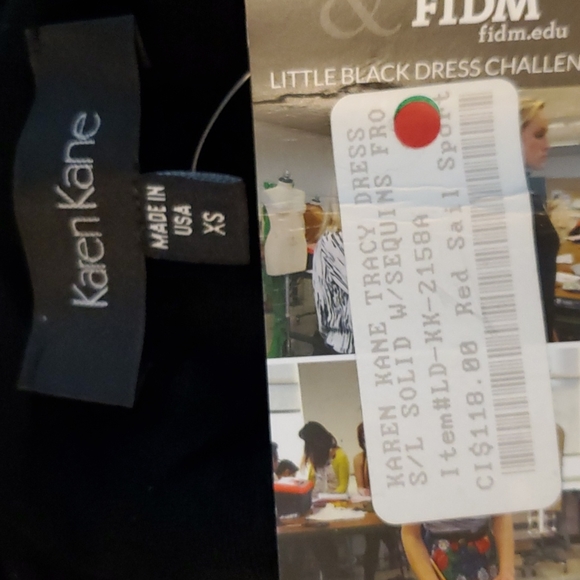 Karen Kane
MADE IN
USA
XS
& FIDM
fidm.edu
LITTLE BLACK DRESS CHALLEN
KAREN KANE TRACY DRESS
S/L SOLID W/SEQUINS FRO
Item#LD-KK-2158A
CI$118.00 Red Sail Sport